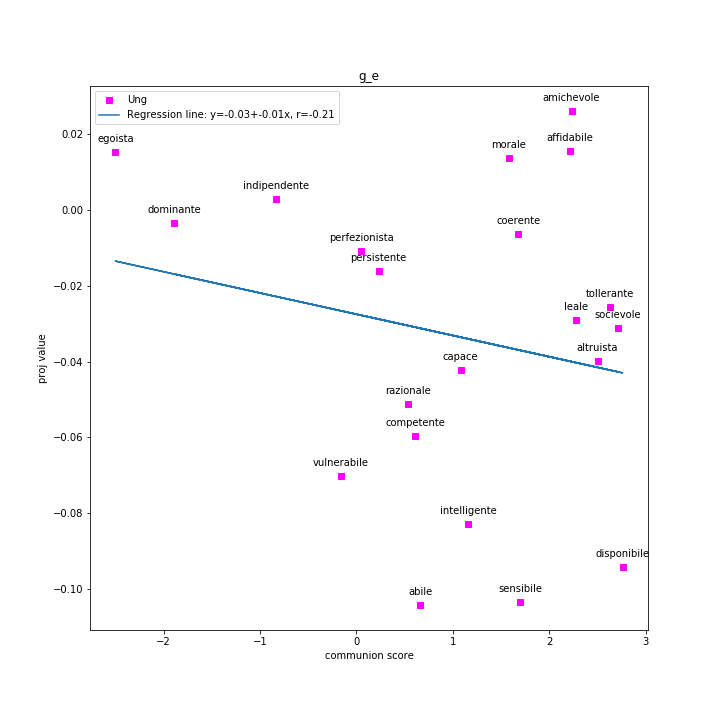 g_e
Ung
Regression line: y=-0.03+-0.01x, r=-0.21
amichevole
egoista
affidabile
morale
indipendente
dominante
coerente
perfezionista
persistente
tollerante
leale
socievole
altruista
capace
razionale
competente
vulnerabile
intelligente
disponibile
abile
sensibile
0.02
0.00
−0.02
−0.04
−0.06
−0.08
−0.10
proj value
−2 −1 0 1 2 3
communion score